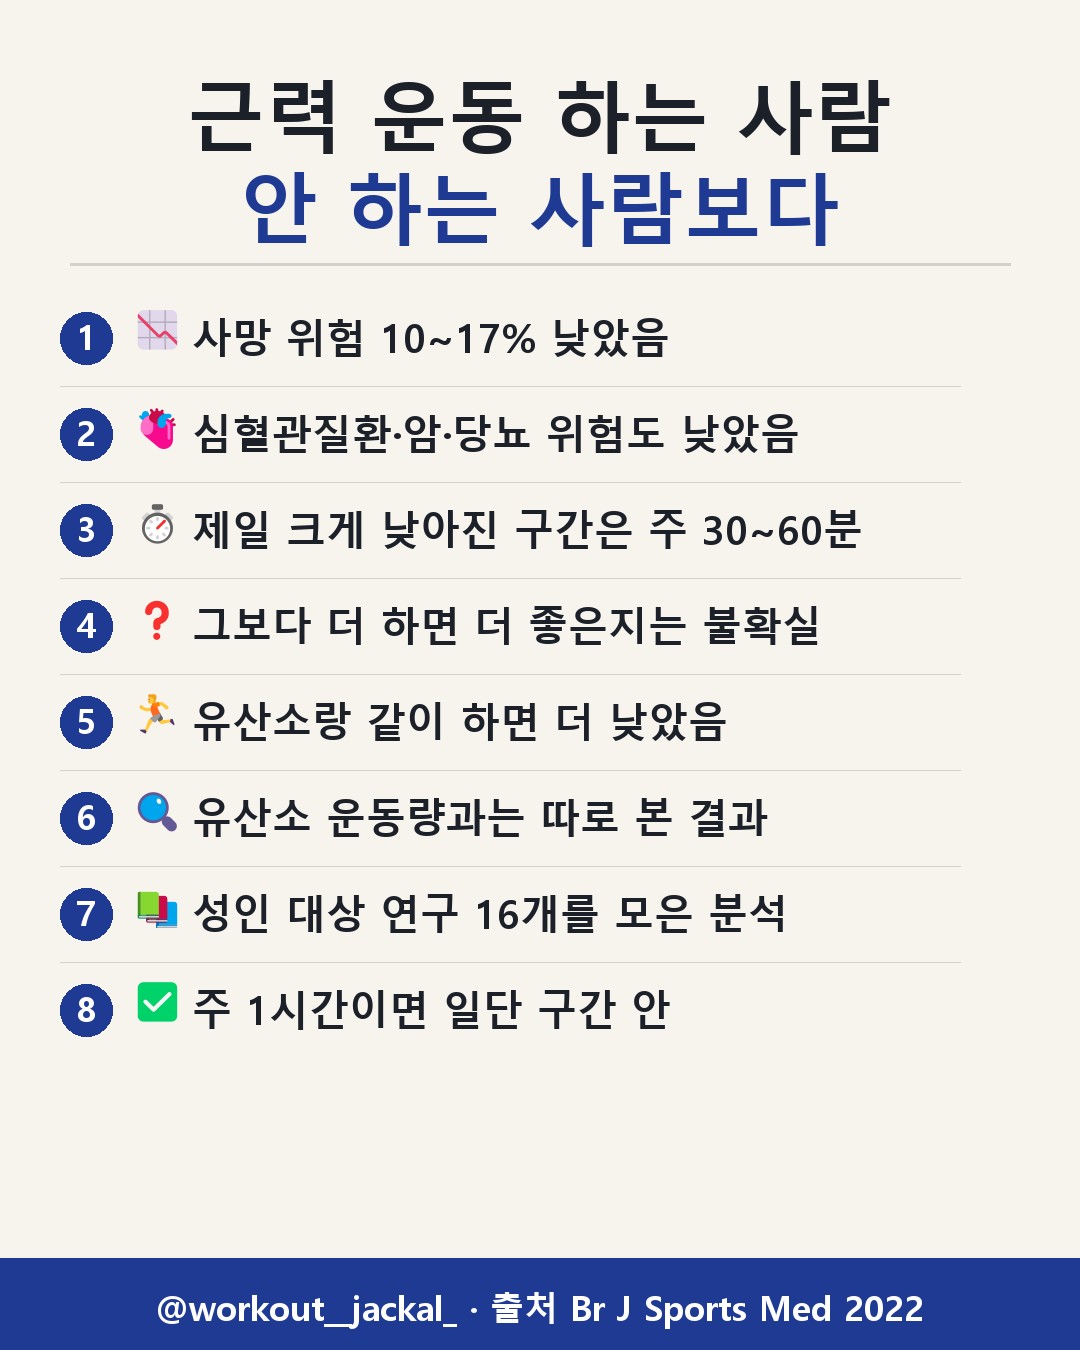 근력 운동 하는 사람
안 하는 사람보다
1 사망 위험 10~17% 낮았음
2 심혈관질환·암·당뇨 위험도 낮았음
3 제일 크게 낮아진 구간은 주 30~60분
4 ❓ 그보다 더 하면 더 좋은지는 불확실
5 유산소랑 같이 하면 더 낮았음
6 유산소 운동량과는 따로 본 결과
7 성인 대상 연구 16개를 모은 분석
8 주 1시간이면 일단 구간 안
@workout__jackal_ · 출처 Br J Sports Med 2022